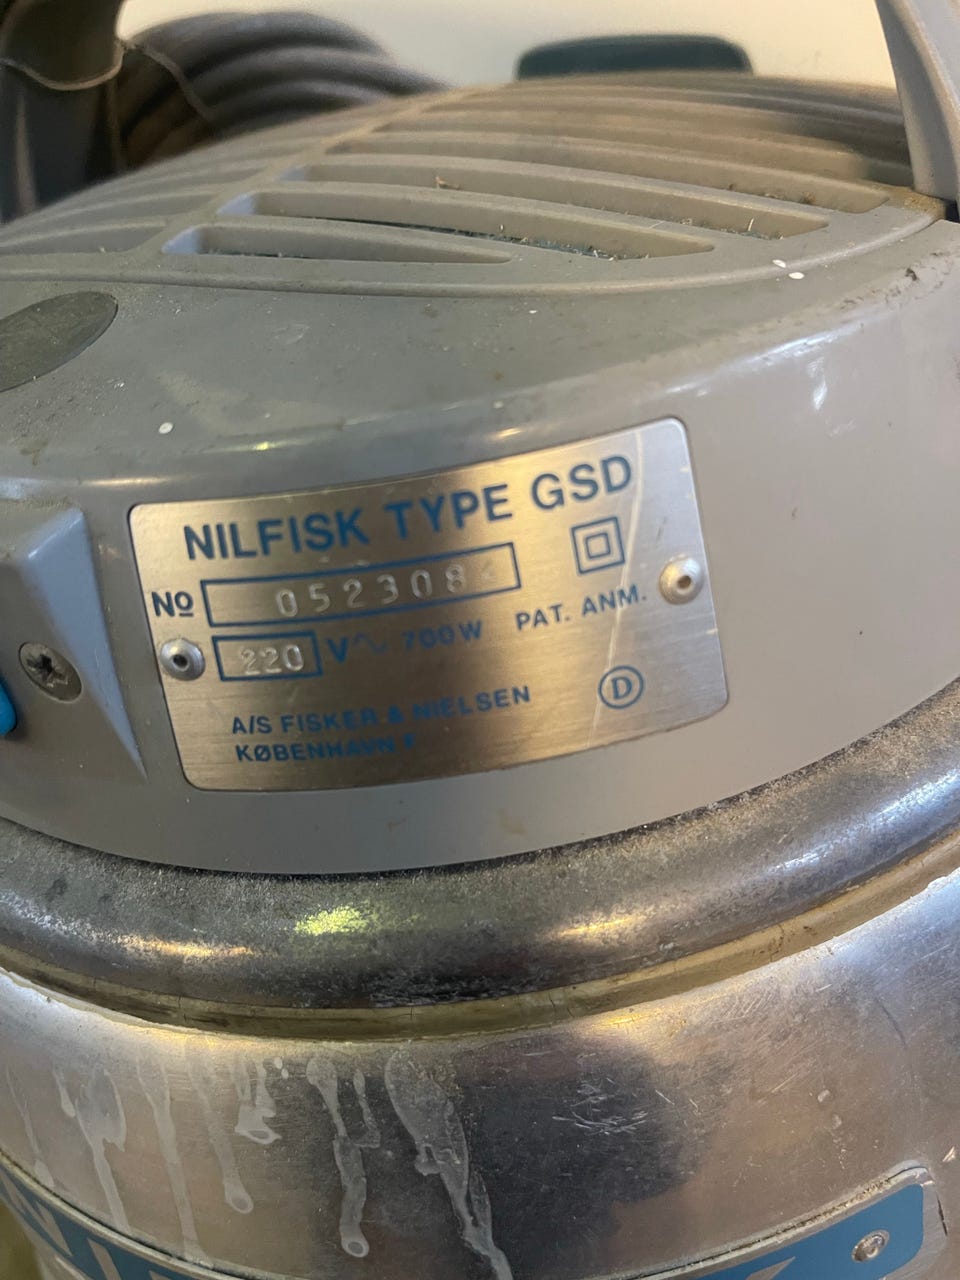 NILFISK TYPE GSD
Nº 052308
220 V~ 700W PAT. ANM.
A/S FISKER & NIELSEN Ⓓ
KØBENHAVN F